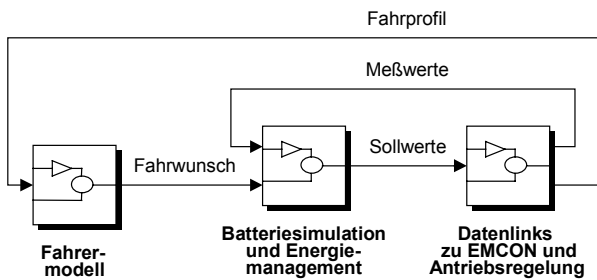 Fahrprofil
Meßwerte
Fahrwunsch
Sollwerte
Fahrer-
modell
Batteriesimulation
und Energie-
management
Datenlinks
zu EMCON und
Antriebsregelung